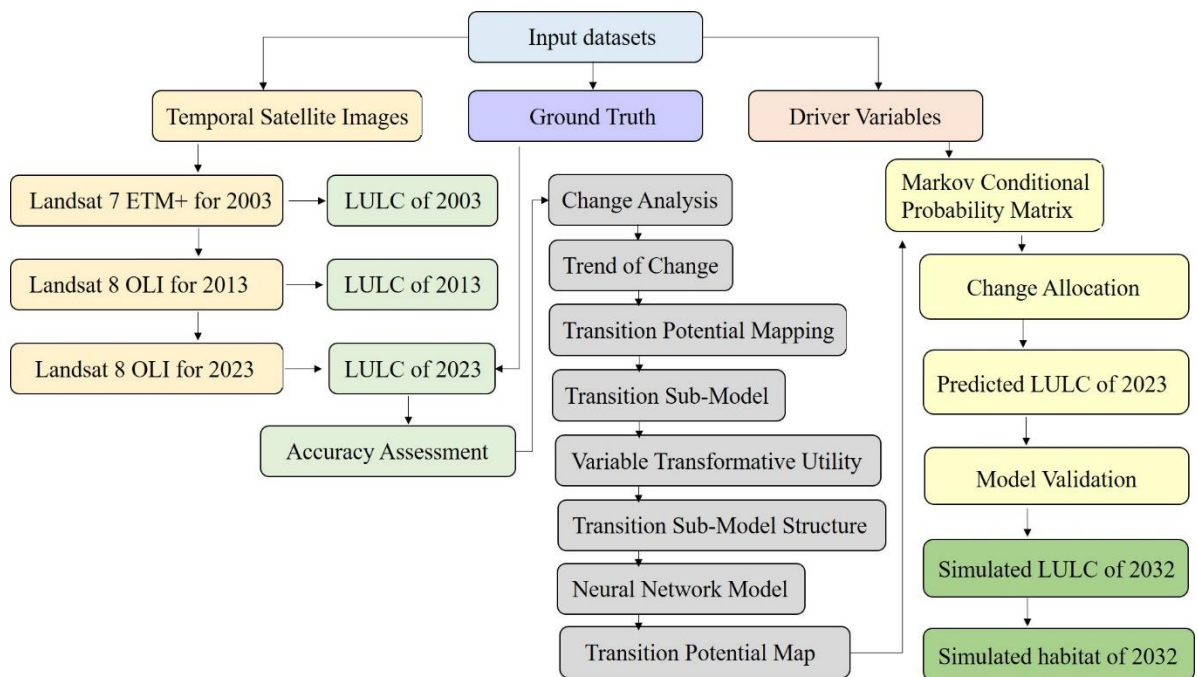 Input datasets
Temporal Satellite Images
Ground Truth
Driver Variables
Landsat 7 ETM+ for 2003
LULC of 2003
Landsat 8 OLI for 2013
LULC of 2013
Landsat 8 OLI for 2023
LULC of 2023
Accuracy Assessment
Change Analysis
Trend of Change
Transition Potential Mapping
Transition Sub-Model
Variable Transformative Utility
Transition Sub-Model Structure
Neural Network Model
Transition Potential Map
Markov Conditional
Probability Matrix
Change Allocation
Predicted LULC of 2023
Model Validation
Simulated LULC of 2032
Simulated habitat of 2032